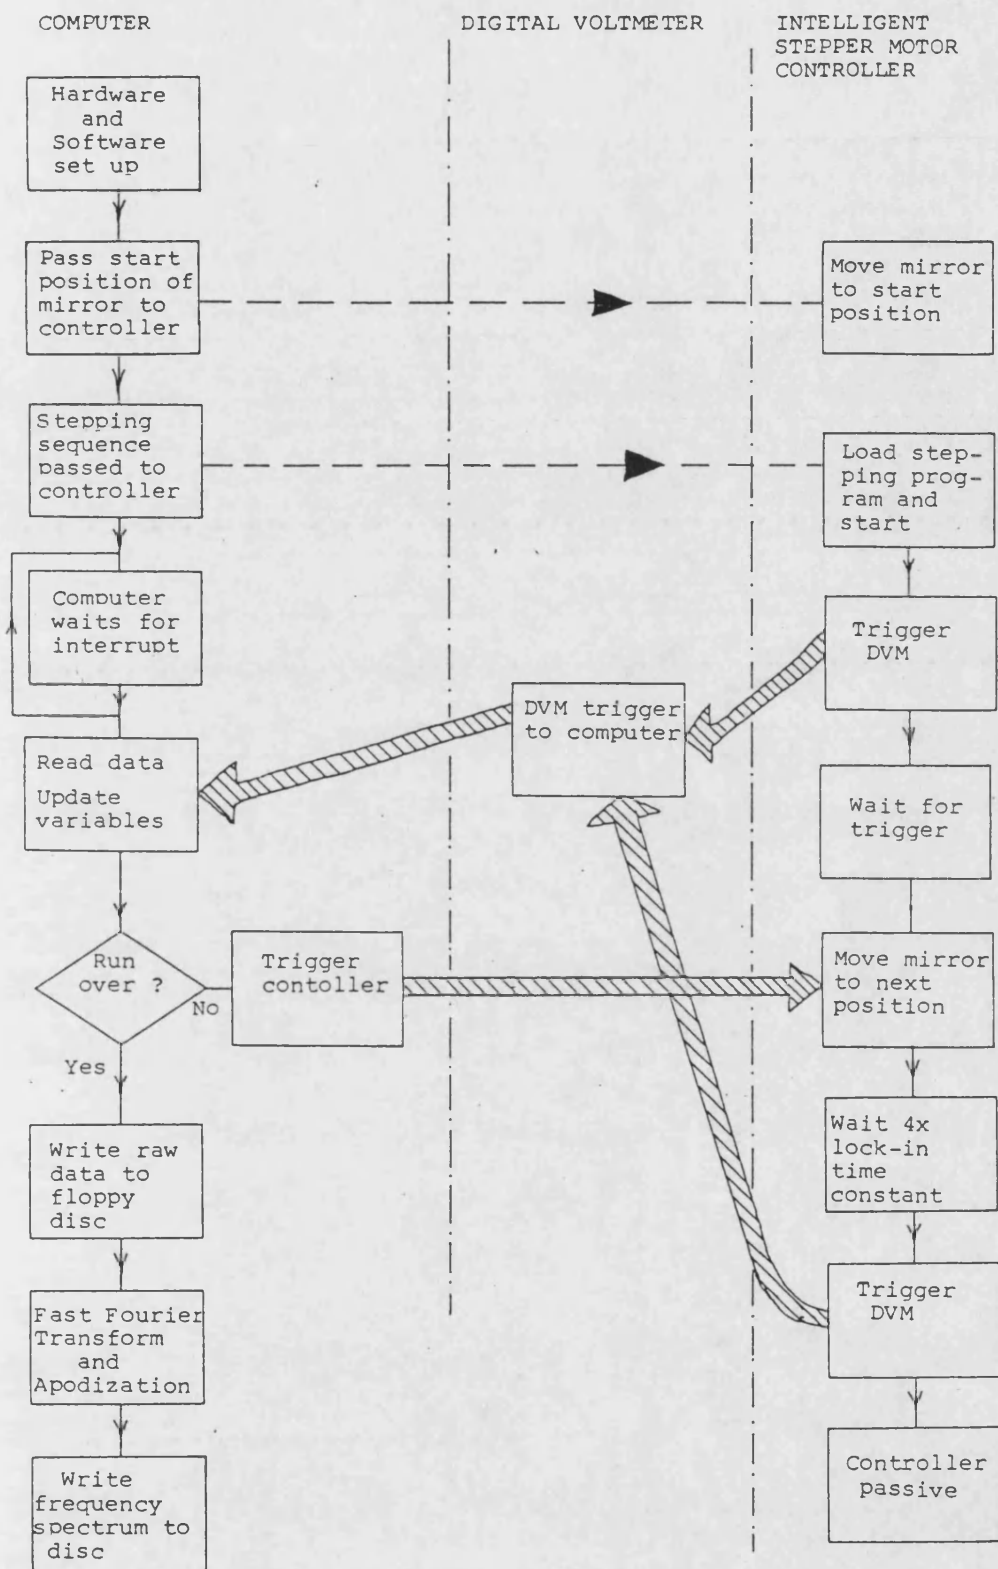 COMPUTER
DIGITAL VOLTMETER
INTELLIGENT
STEPPER MOTOR
CONTROLLER
Hardware
and
Software
set up
Pass start
position of
mirror to
controller
Move mirror
to start
position
Stepping
sequence
passed to
controller
Load step-
ping prog-
ram and
start
Computer
waits for
interrupt
Trigger
DVM
DVM trigger
to computer
Read data
Update
variables
Wait for
trigger
Run
over ?
No
Trigger
contoller
Move mirror
to next
position
Yes
Wait 4x
lock-in
time
constant
Write raw
data to
floppy
disc
Trigger
DVM
Fast Fourier
Transform
and
Apodization
Controller
passive
Write
frequency
spectrum to
disc